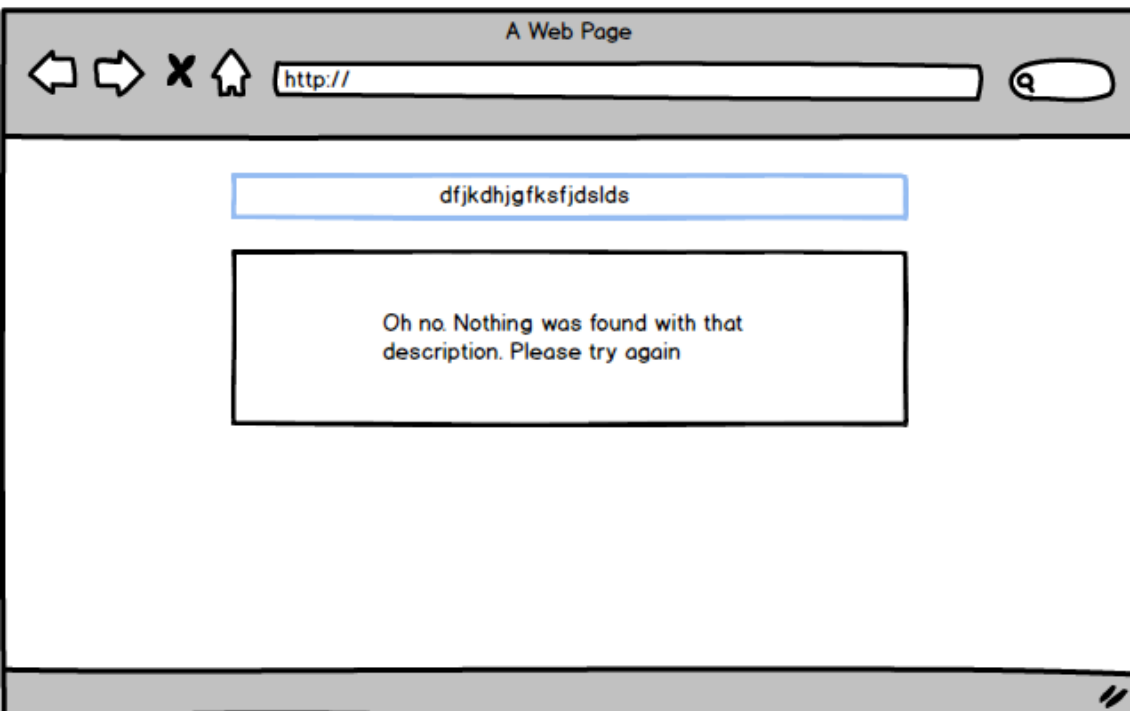 A Web Page
http://
dfjkdhjgfksfjdslds
Oh no. Nothing was found with that
description. Please try again